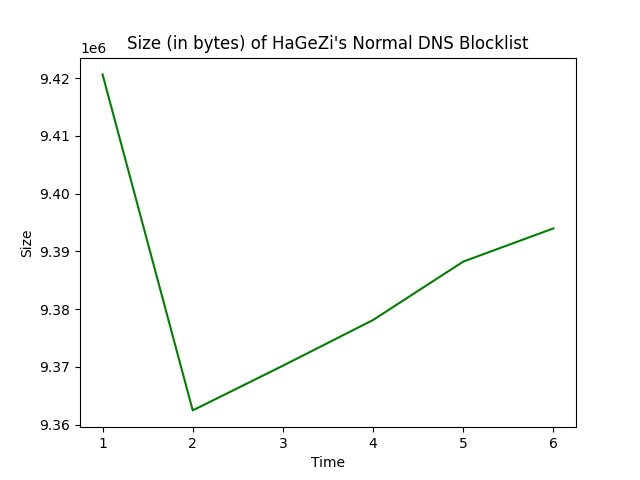 Size (in bytes) of HaGeZi's Normal DNS Blocklist
1e6
9.42
9.41
9.40
9.39
9.38
9.37
9.36
Size
1 2 3 4 5 6
Time